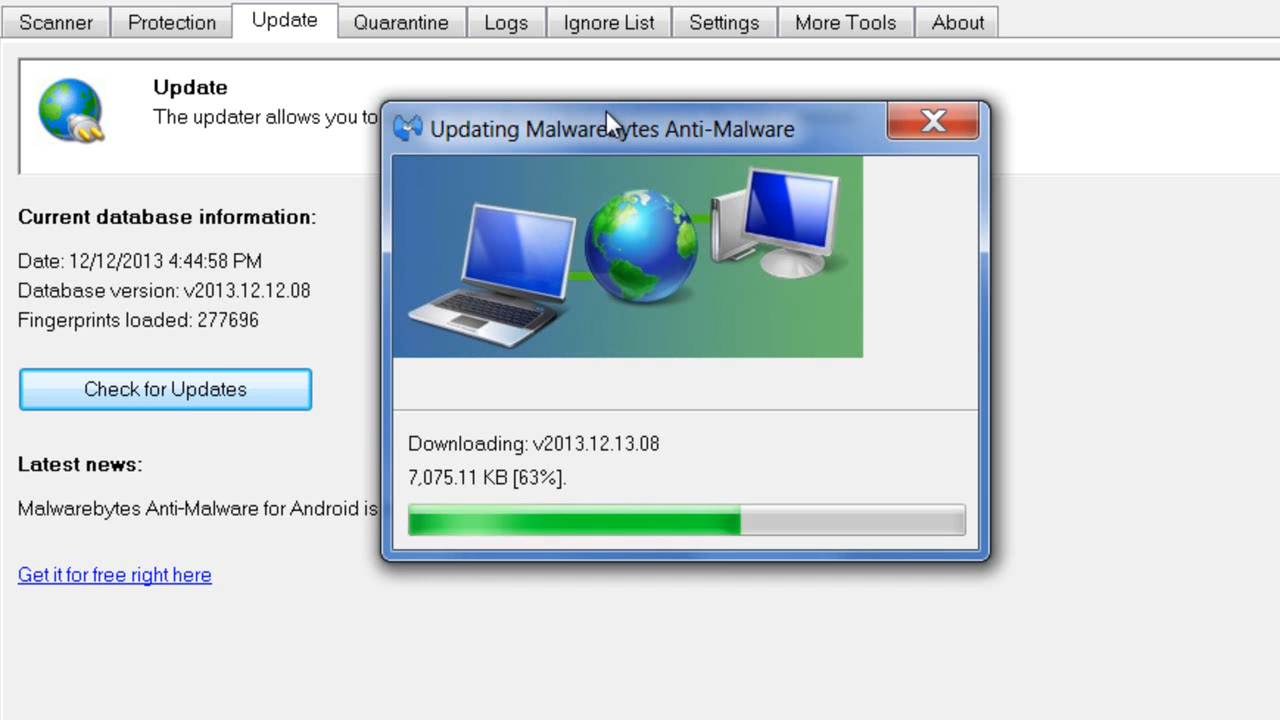 Scanner Protection Update Quarantine Logs Ignore List Settings More Tools About
Update
The updater allows you to
Updating Malwarebytes Anti-Malware
Current database information:
Date: 12/12/2013 4:44:58 PM
Database version: v2013.12.12.08
Fingerprints loaded: 277696
Check for Updates
Downloading: v2013.12.13.08
7,075.11 KB [63%].
Latest news:
Malwarebytes Anti-Malware for Android is
Get it for free right here